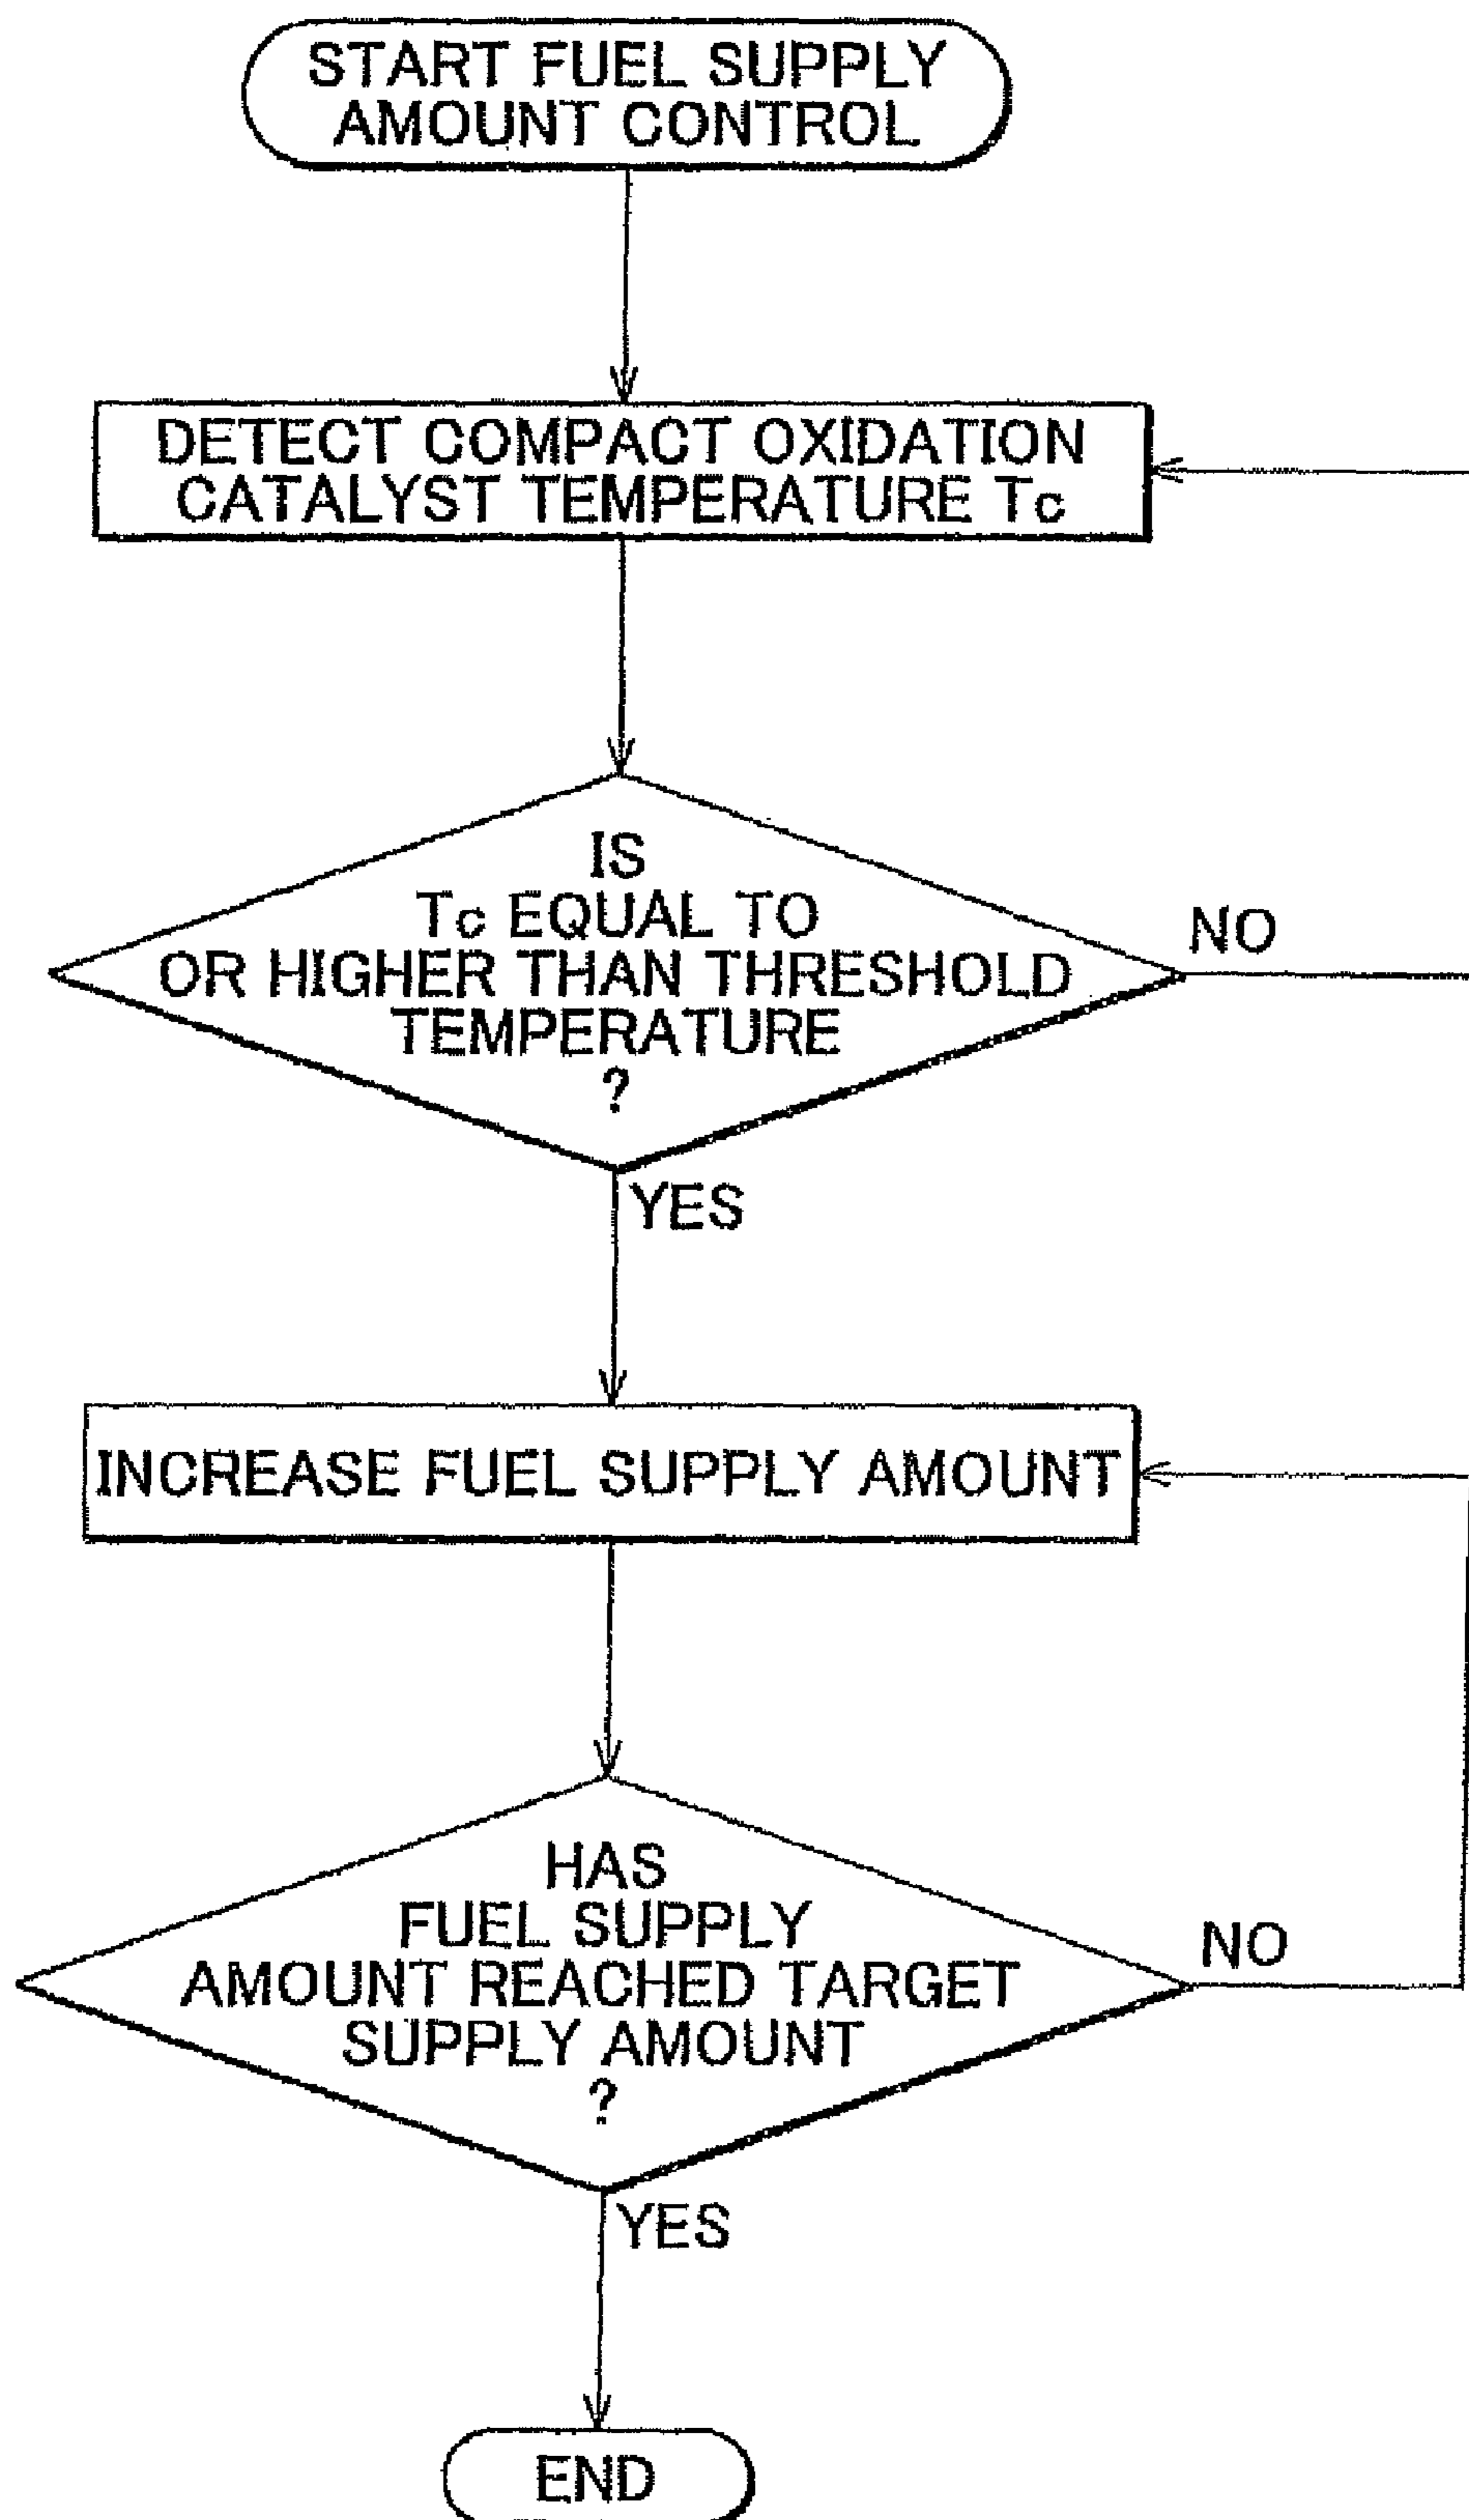 START FUEL SUPPLY
AMOUNT CONTROL
DETECT COMPACT OXIDATION
CATALYST TEMPERATURE Tc
IS
Tc EQUAL TO
OR HIGHER THAN THRESHOLD
TEMPERATURE
?
NO
YES
INCREASE FUEL SUPPLY AMOUNT
HAS
FUEL SUPPLY
AMOUNT REACHED TARGET
SUPPLY AMOUNT
?
NO
YES
END